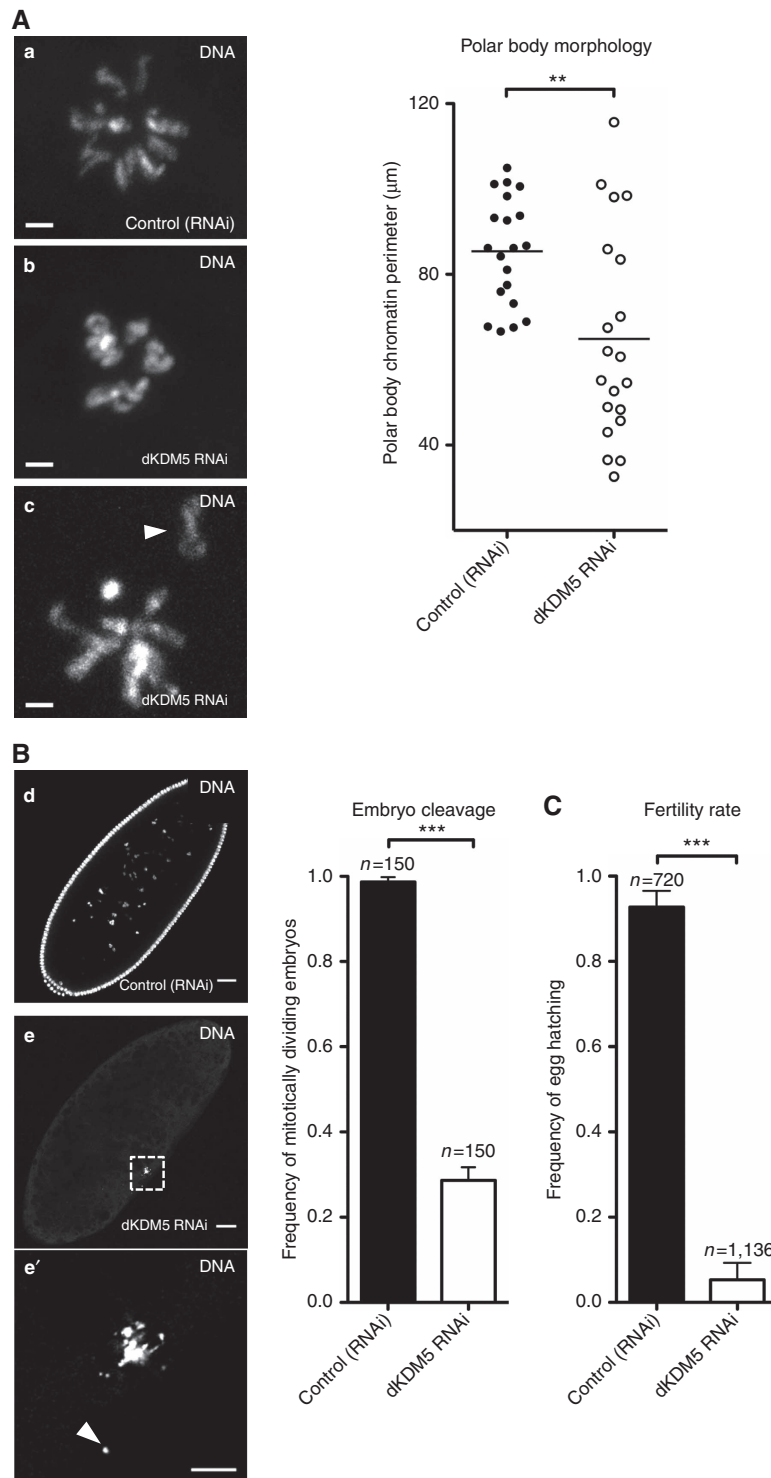 A
a
DNA
Control (RNAi)
b
DNA
dKDM5 RNAi
c
DNA
dKDM5 RNAi
Polar body morphology
**
Polar body chromatin perimeter (μm)
120
80
40
Control (RNAi)
dKDM5 RNAi
B
d
DNA
Control (RNAi)
e
DNA
dKDM5 RNAi
e′
DNA
Embryo cleavage
***
n=150
n=150
Frequency of mitotically dividing embryos
1.0
0.8
0.6
0.4
0.2
0.0
Control (RNAi)
dKDM5 RNAi
C
Fertility rate
***
n=720
n=1,136
Frequency of egg hatching
1.0
0.8
0.6
0.4
0.2
0.0
Control (RNAi)
dKDM5 RNAi